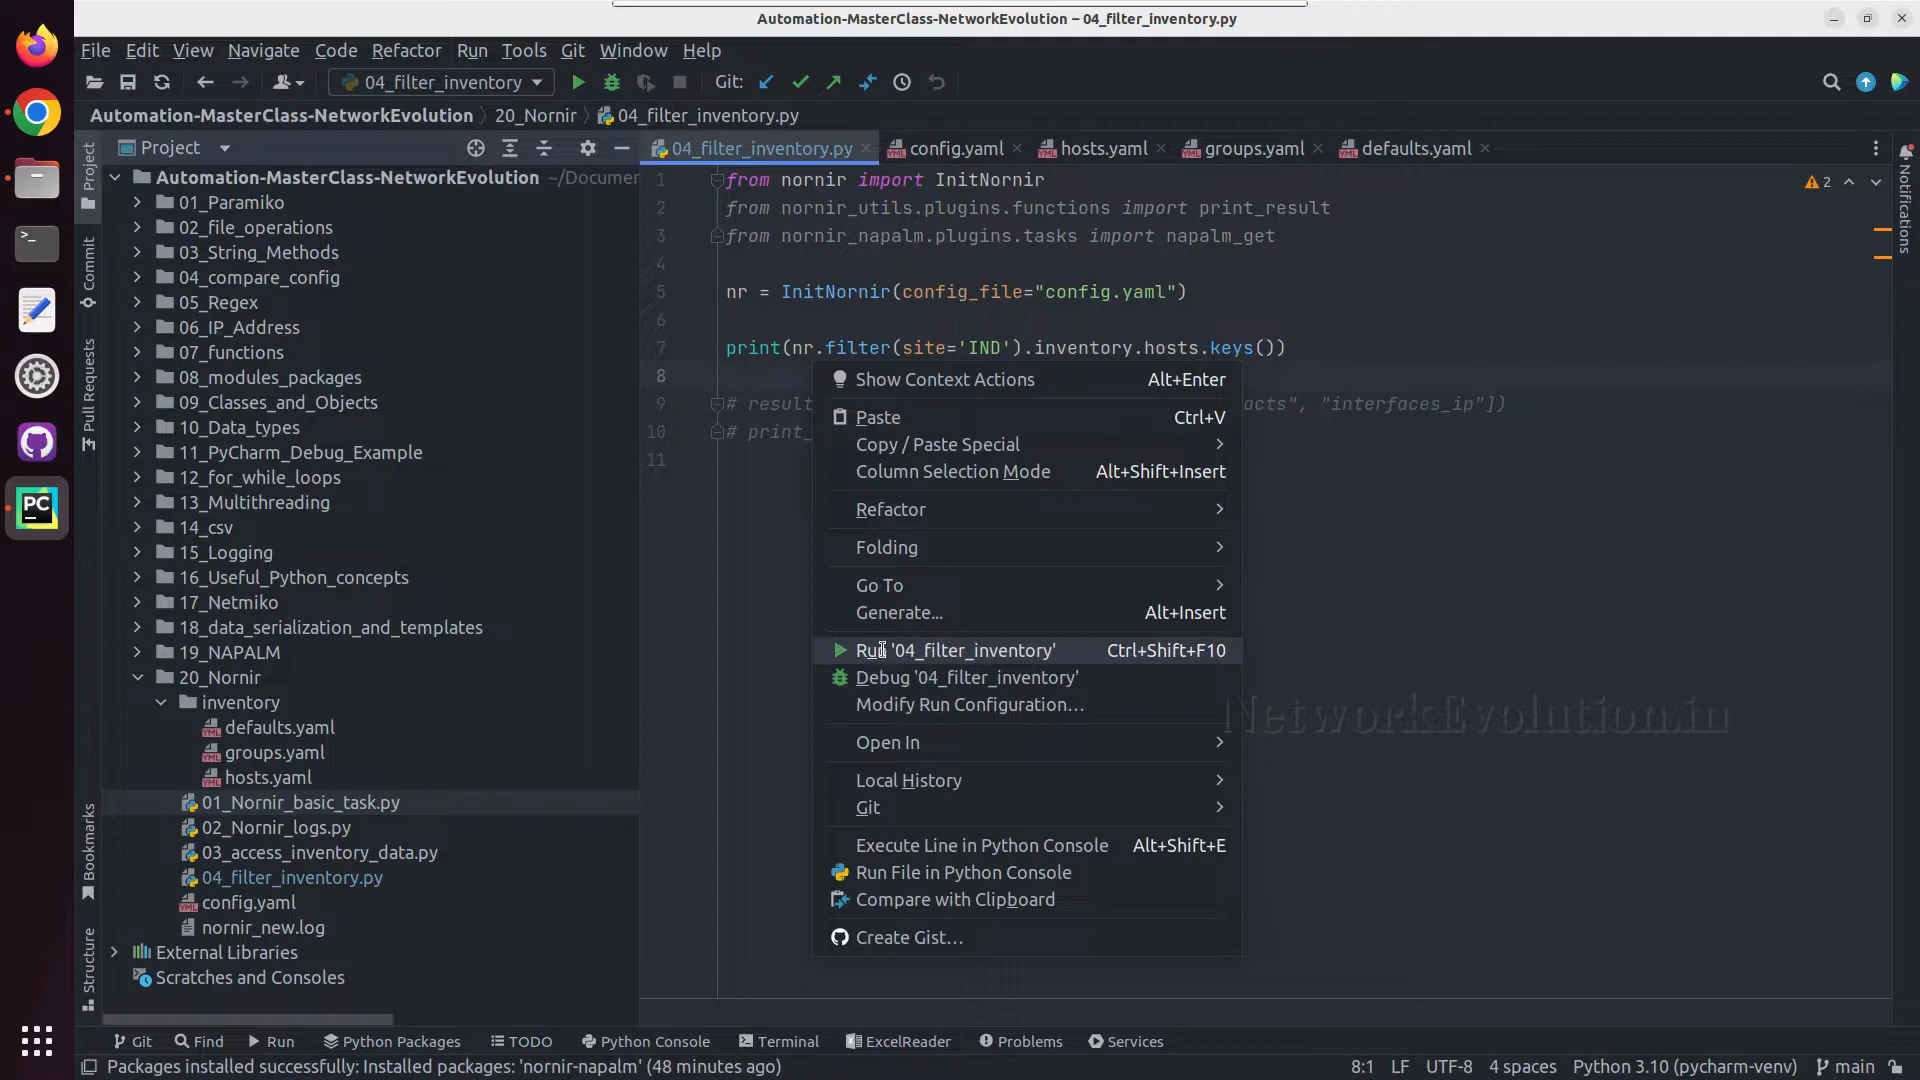 Automation-MasterClass-NetworkEvolution – 04_filter_inventory.py
File Edit View Navigate Code Refactor Run Tools Git Window Help
04_filter_inventory Git:
Automation-MasterClass-NetworkEvolution 20_Nornir 04_filter_inventory.py
Project 04_filter_inventory.py config.yaml hosts.yaml groups.yaml defaults.yaml
Project
Commit
Pull Requests
Bookmarks
Structure
Notifications
Automation-MasterClass-NetworkEvolution ~/Documen
01_Paramiko
02_file_operations
03_String_Methods
04_compare_config
05_Regex
06_IP_Address
07_functions
08_modules_packages
09_Classes_and_Objects
10_Data_types
11_PyCharm_Debug_Example
12_for_while_loops
13_Multithreading
14_csv
15_Logging
16_Useful_Python_concepts
17_Netmiko
18_data_serialization_and_templates
19_NAPALM
20_Nornir
inventory
defaults.yaml
groups.yaml
hosts.yaml
01_Nornir_basic_task.py
02_Nornir_logs.py
03_access_inventory_data.py
04_filter_inventory.py
config.yaml
nornir_new.log
External Libraries
Scratches and Consoles
1 from nornir import InitNornir
2 from nornir_utils.plugins.functions import print_result
3 from nornir_napalm.plugins.tasks import napalm_get
4
5 nr = InitNornir(config_file="config.yaml")
6
7 print(nr.filter(site='IND').inventory.hosts.keys())
8
9 # result acts", "interfaces_ip"])
10 # print_
11
2
Show Context Actions Alt+Enter
Paste Ctrl+V
Copy / Paste Special
Column Selection Mode Alt+Shift+Insert
Refactor
Folding
Go To
Generate... Alt+Insert
Run '04_filter_inventory' Ctrl+Shift+F10
Debug '04_filter_inventory'
Modify Run Configuration...
Open In
Local History
Git
Execute Line in Python Console Alt+Shift+E
Run File in Python Console
Compare with Clipboard
Create Gist...
NetworkEvolution.in
Git Find Run Python Packages TODO Python Console Terminal ExcelReader Problems Services
Packages installed successfully: Installed packages: 'nornir-napalm' (48 minutes ago) 8:1 LF UTF-8 4 spaces Python 3.10 (pycharm-venv) main